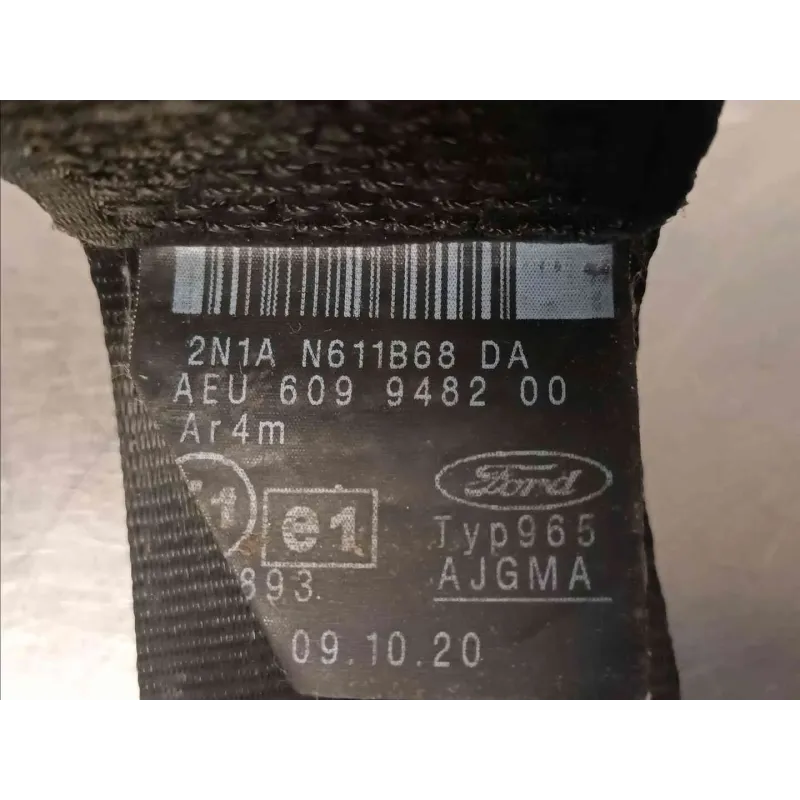 2N1A N611B68 DA
AEU 609 9482 00
Ar4m
Ford
e1
Typ965
893
AJGMA
09.10.20